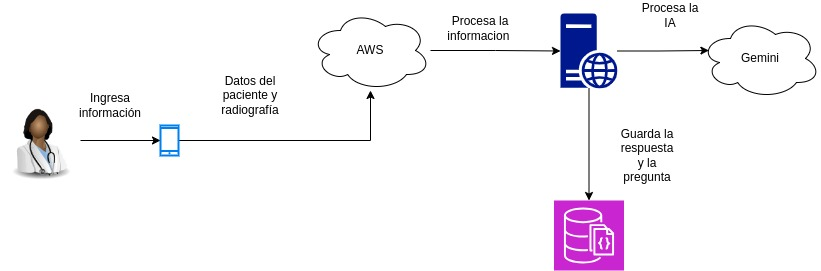 Ingresa
información
Datos del
paciente y
radiografía
AWS
Procesa la
informacion
Procesa la
IA
Gemini
Guarda la
respuesta
y la
pregunta
{}